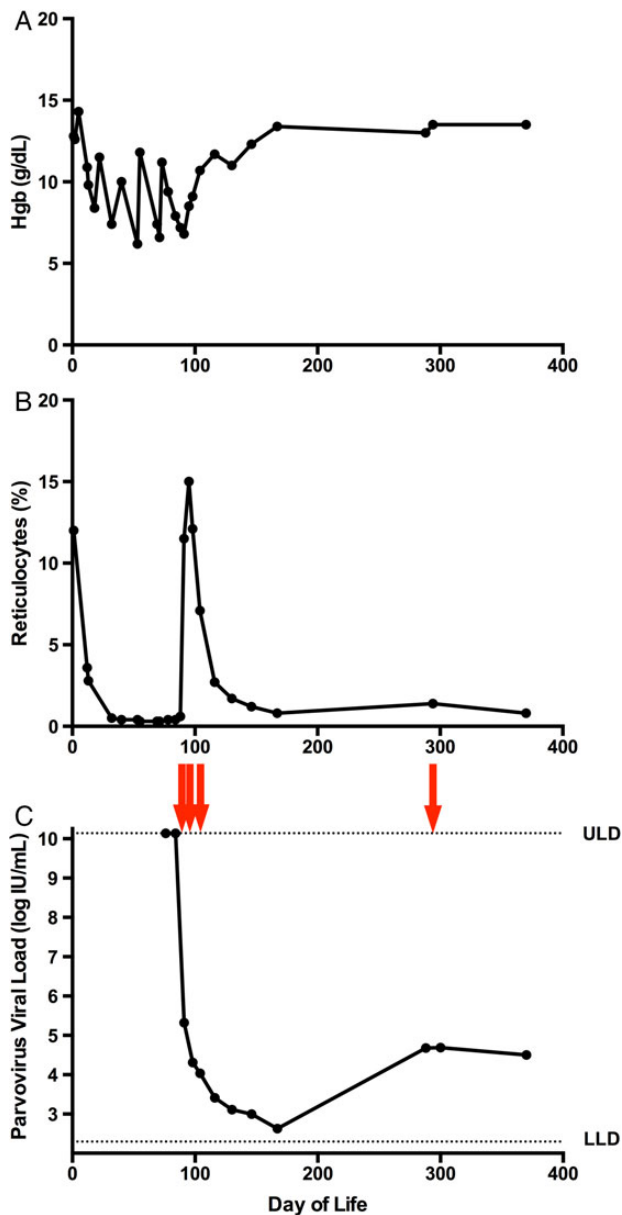 A
Hgb (g/dL)
20
15
10
5
0
0 100 200 300 400
B
Reticulocytes (%)
20
15
10
5
0
0 100 200 300 400
C
Parvovirus Viral Load (log IU/mL)
10
9
8
7
6
5
4
3
ULD
LLD
0 100 200 300 400
Day of Life